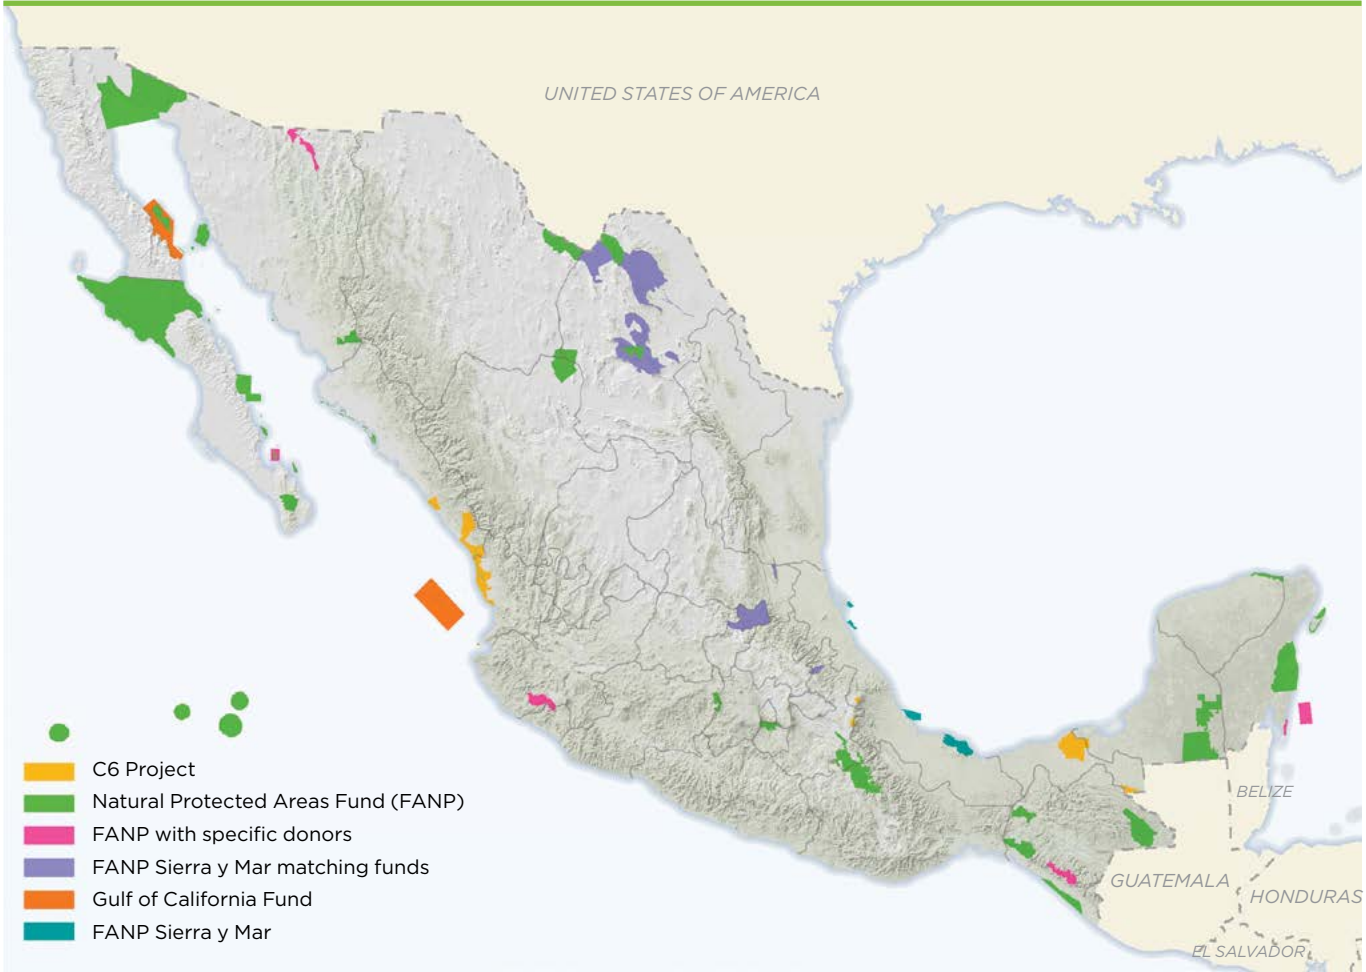 UNITED STATES OF AMERICA
C6 Project
Natural Protected Areas Fund (FANP)
FANP with specific donors
FANP Sierra y Mar matching funds
Gulf of California Fund
FANP Sierra y Mar
BELIZE
GUATEMALA
HONDURAS
EL SALVADOR